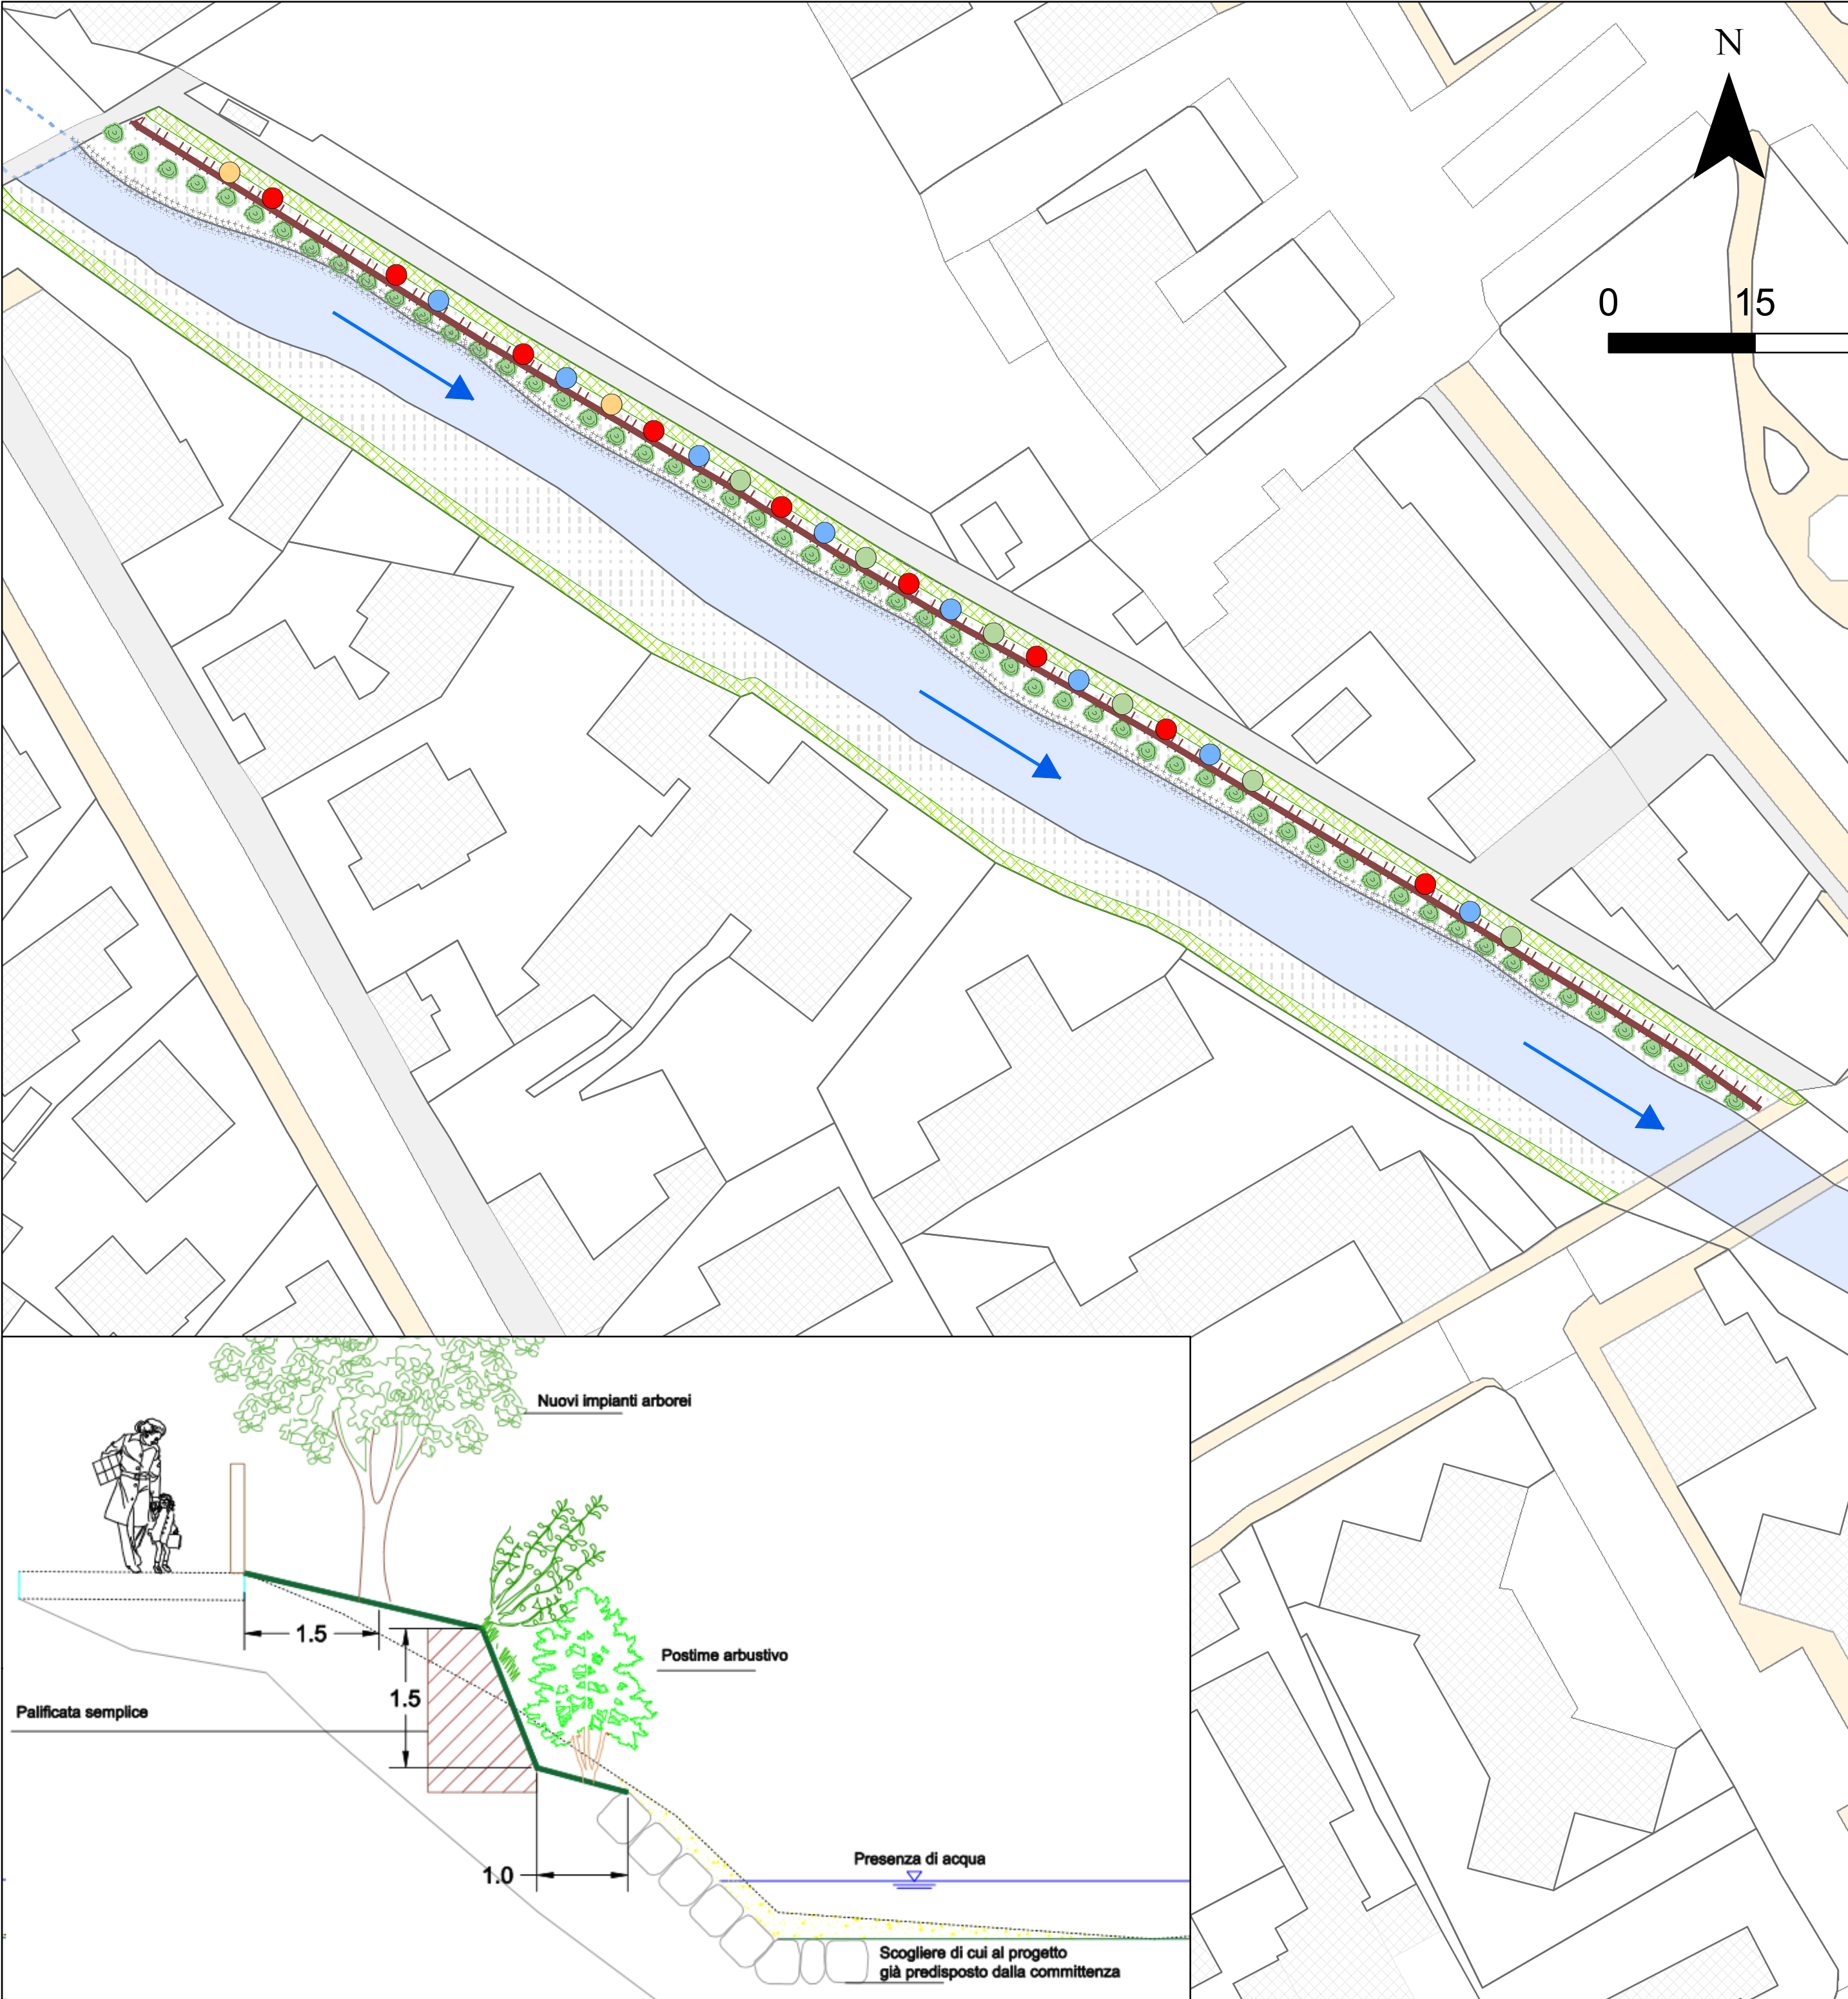 N
0 15
Nuovi impianti arborei
1.5
Postime arbustivo
1.5
Palificata semplice
Presenza di acqua
1.0
Scogliere di cui al progetto
già predisposto dalla committenza